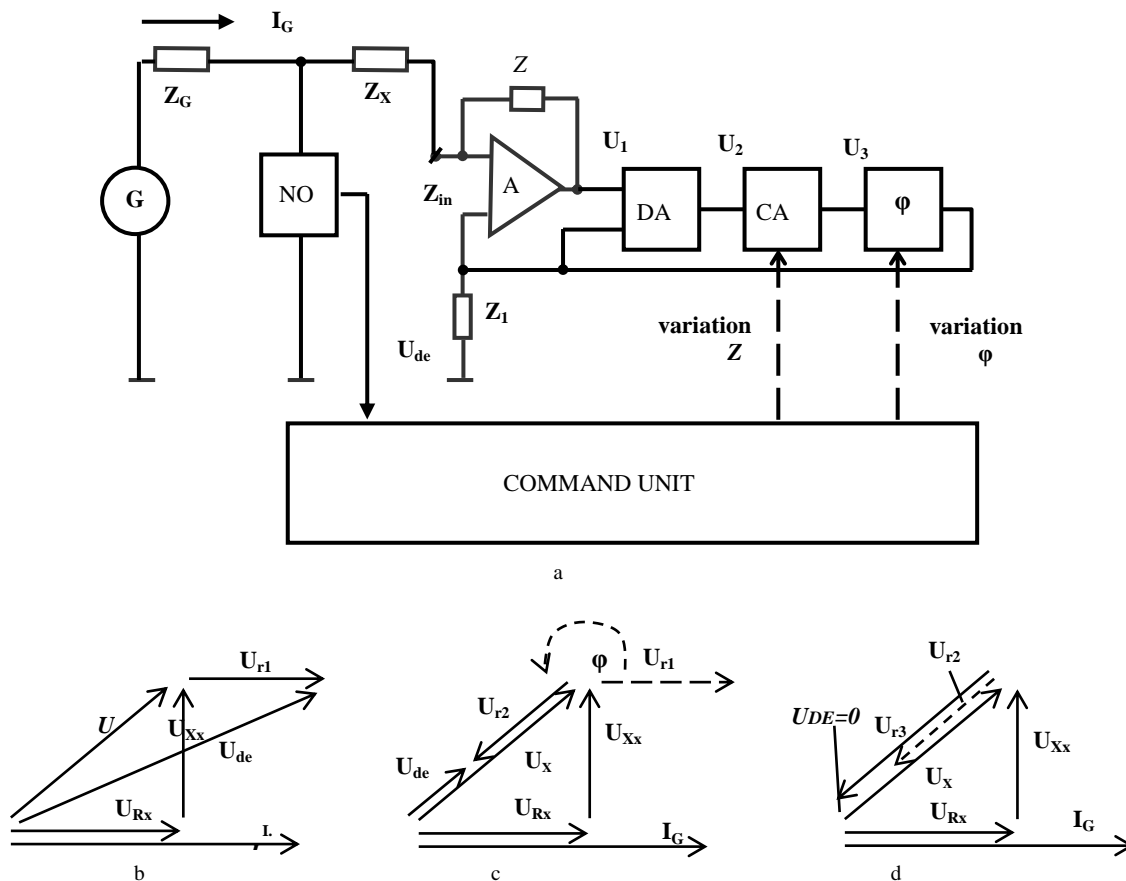 I_G
Z_G
Z_X
Z
G
NO
Z_in
A
U_1
U_2
U_3
DA
CA
φ
Z_1
U_de
variation
Z
variation
φ
COMMAND UNIT
a
U_r1
U
U_Xx
U_de
U_Rx
I.
b
φ
U_r1
U_r2
U_Xx
U_de
U_X
U_Rx
I_G
c
U_r2
U_DE=0
U_r3
U_Xx
U_X
U_Rx
I_G
d